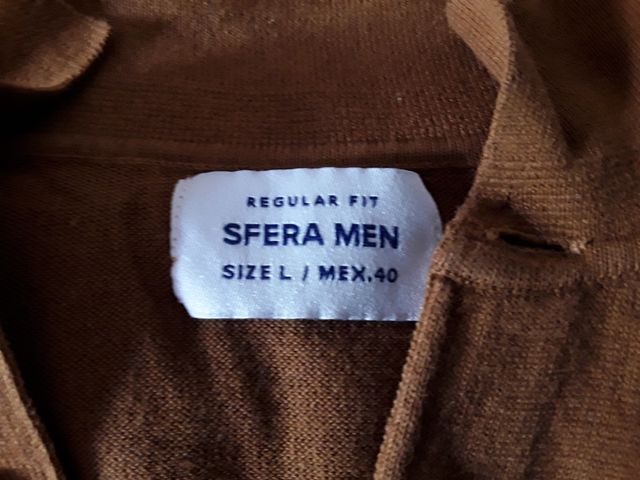 REGULAR FIT
SFERA MEN
SIZE L / MEX.40